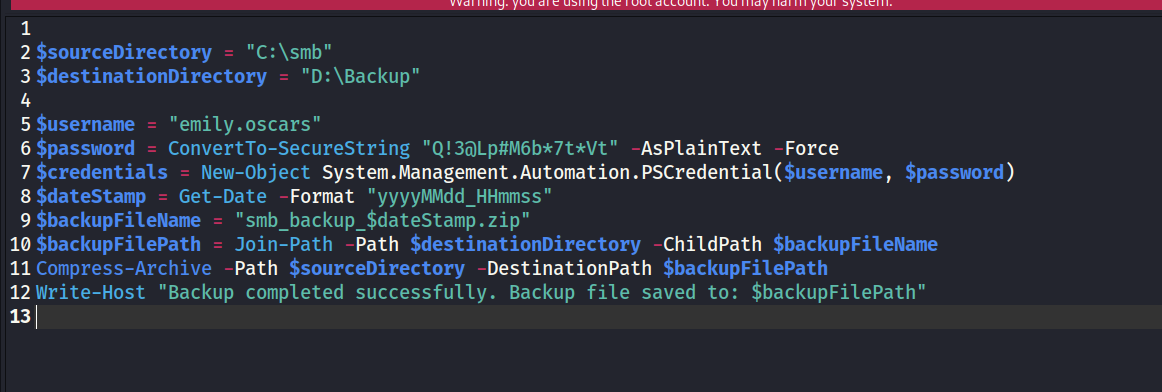 Warning: you are using the root account. You may harm your system.
1
2 $sourceDirectory = "C:\smb"
3 $destinationDirectory = "D:\Backup"
4
5 $username = "emily.oscars"
6 $password = ConvertTo-SecureString "Q!3@Lp#M6b*7t*Vt" -AsPlainText -Force
7 $credentials = New-Object System.Management.Automation.PSCredential($username, $password)
8 $dateStamp = Get-Date -Format "yyyyMMdd_HHmmss"
9 $backupFileName = "smb_backup_$dateStamp.zip"
10 $backupFilePath = Join-Path -Path $destinationDirectory -ChildPath $backupFileName
11 Compress-Archive -Path $sourceDirectory -DestinationPath $backupFilePath
12 Write-Host "Backup completed successfully. Backup file saved to: $backupFilePath"
13